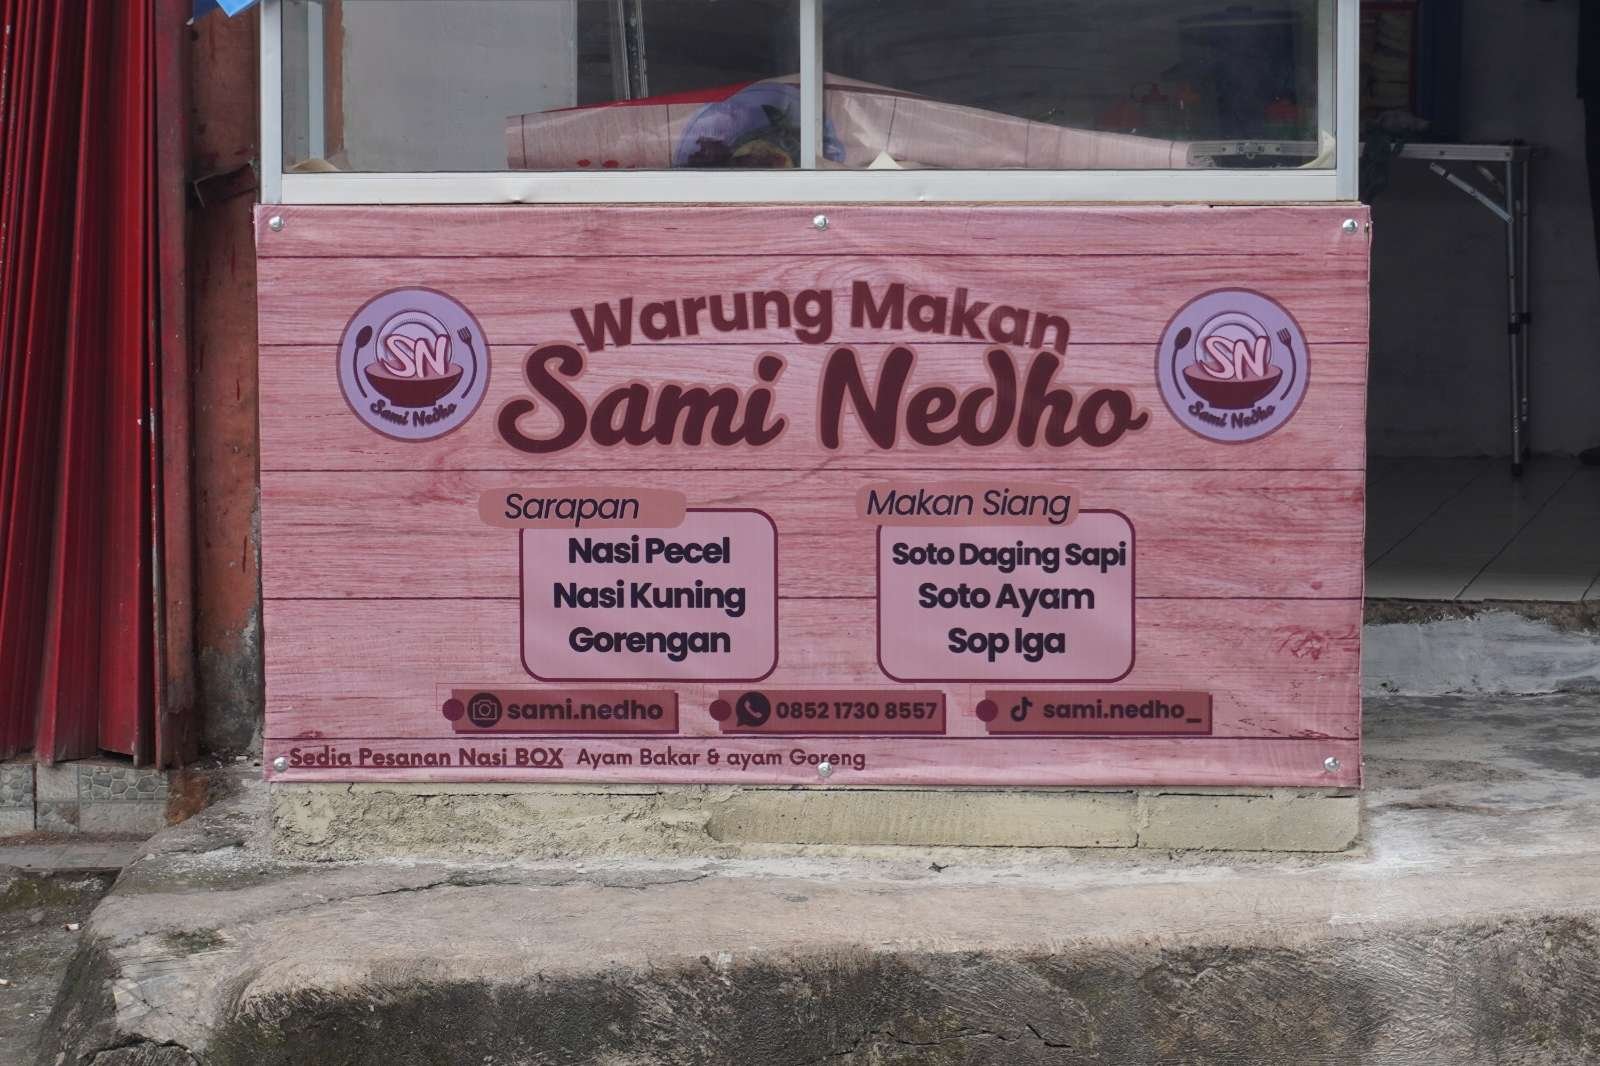 Warung Makan
Sami Nedho
SN
Sami Nedho
SN
Sami Nedho
Sarapan
Nasi Pecel
Nasi Kuning
Gorengan
Makan Siang
Soto Daging Sapi
Soto Ayam
Sop Iga
sami.nedho
0852 1730 8557
sami.nedho_
Sedia Pesanan Nasi BOX Ayam Bakar & ayam Goreng